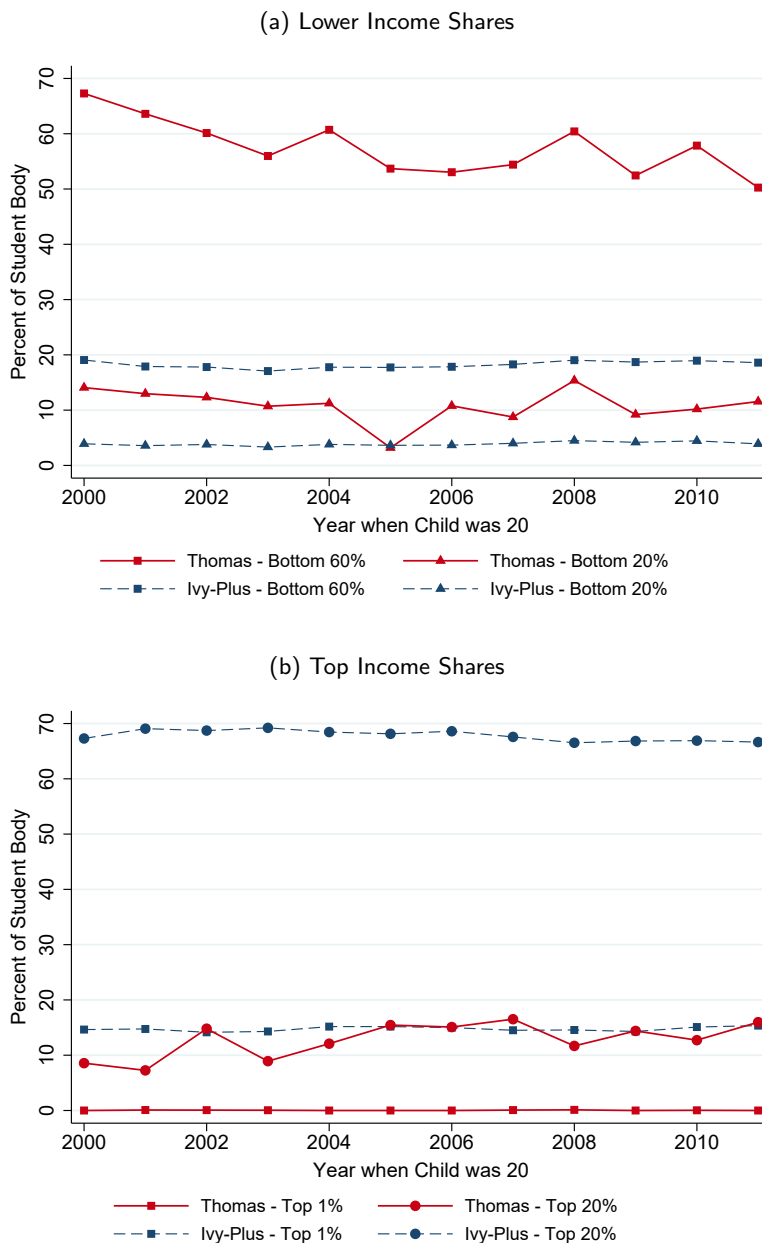 (a) Lower Income Shares
70
60
50
40
30
20
10
0
Percent of Student Body
2000 2002 2004 2006 2008 2010
Year when Child was 20
Thomas - Bottom 60% Thomas - Bottom 20%
Ivy-Plus - Bottom 60% Ivy-Plus - Bottom 20%
(b) Top Income Shares
70
60
50
40
30
20
10
0
Percent of Student Body
2000 2002 2004 2006 2008 2010
Year when Child was 20
Thomas - Top 1% Thomas - Top 20%
Ivy-Plus - Top 1% Ivy-Plus - Top 20%